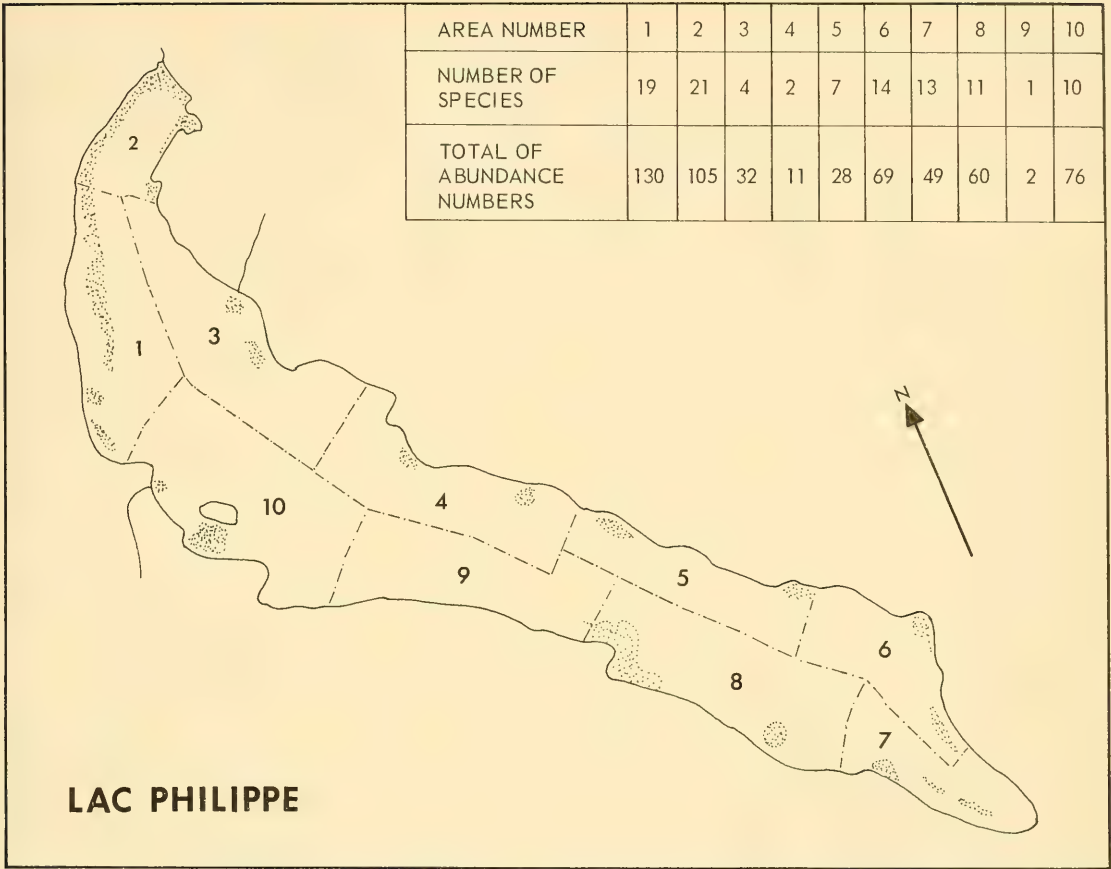 AREA NUMBER 1 2 3 4 5 6 7 8 9 10
NUMBER OF
SPECIES 19 21 4 2 7 14 13 11 1 10
TOTAL OF
ABUNDANCE
NUMBERS 130 105 32 11 28 69 49 60 2 76
2
3
1
N
10
4
9
5
6
8
7
LAC PHILIPPE